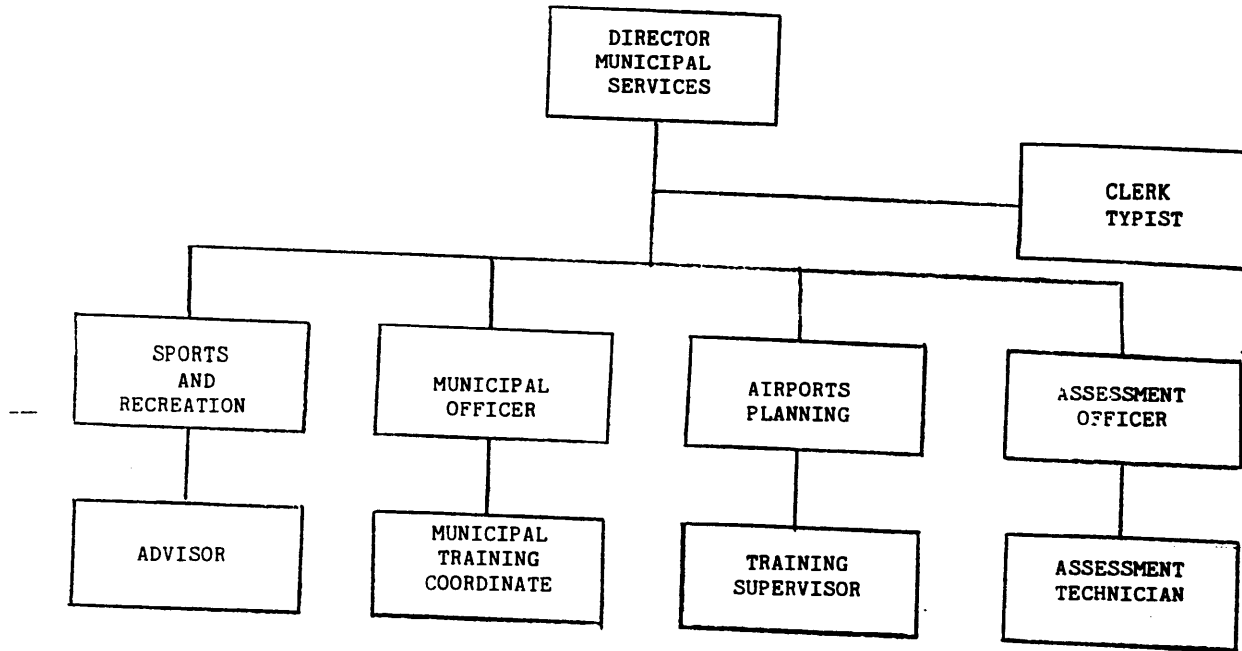 DIRECTOR
MUNICIPAL
SERVICES
CLERK
TYPIST
SPORTS
AND
RECREATION
MUNICIPAL
OFFICER
AIRPORTS
PLANNING
ASSESSMENT
OFFICER
ADVISOR
MUNICIPAL
TRAINING
COORDINATE
TRAINING
SUPERVISOR
ASSESSMENT
TECHNICIAN